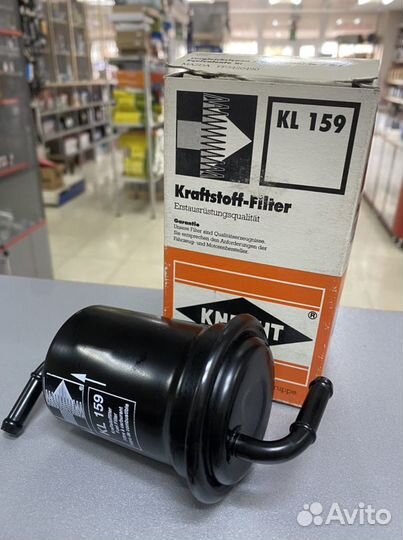 KL 159
Kraftstoff-Filter
Erstausrüstungsqualität
Garantie
Unsere Filter sind Qualitätserzeugnisse.
Sie entsprechen den Anforderungen der
Fahrzeug- und Motorenhersteller.
®
KL 159
Avito